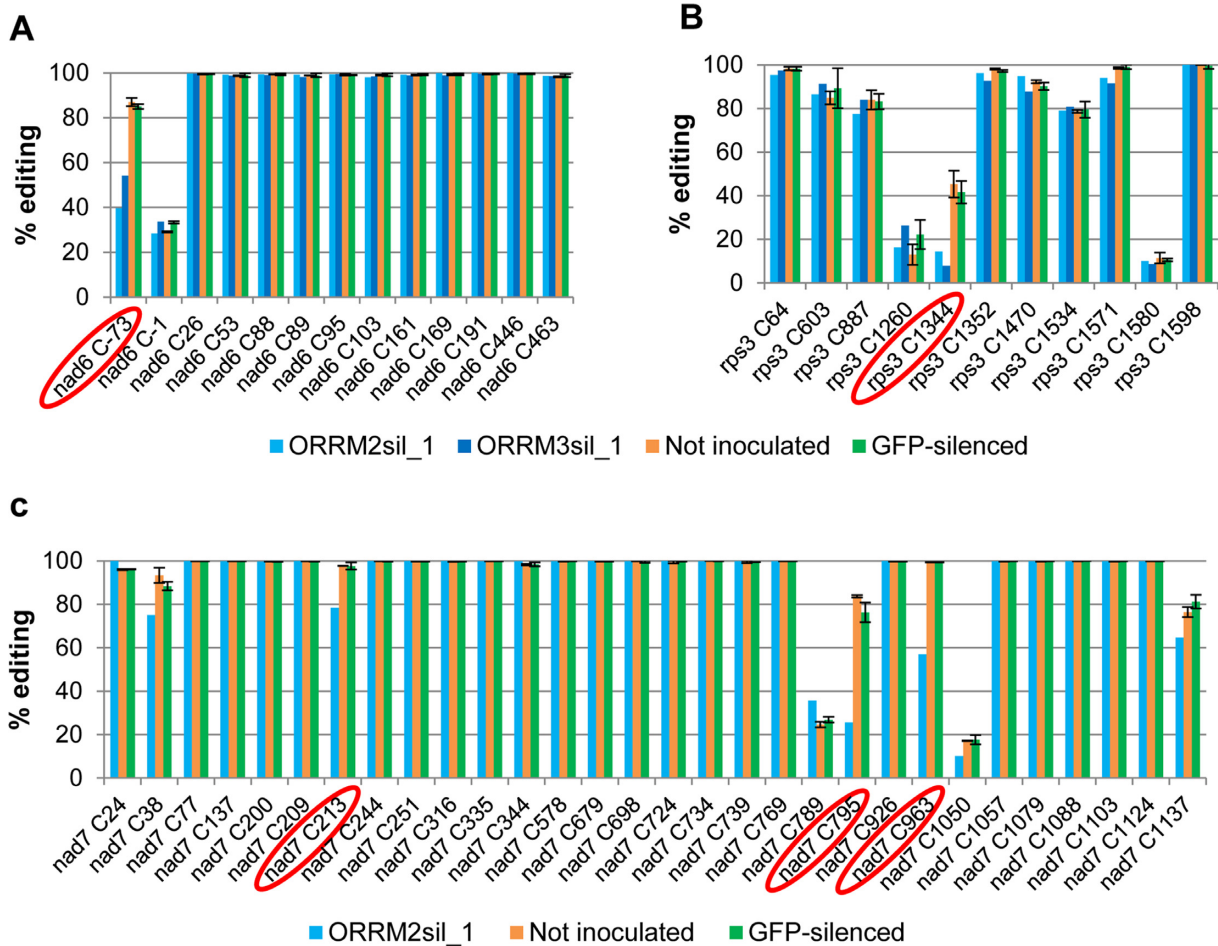 A
% editing
100
80
60
40
20
0
nad6 C-73
nad6 C-1
nad6 C26
nad6 C53
nad6 C88
nad6 C89
nad6 C95
nad6 C103
nad6 C161
nad6 C169
nad6 C191
nad6 C446
nad6 C463
B
% editing
100
80
60
40
20
0
rps3 C64
rps3 C603
rps3 C887
rps3 C1260
rps3 C1344
rps3 C1352
rps3 C1470
rps3 C1534
rps3 C1571
rps3 C1580
rps3 C1598
ORRM2sil_1 ORRM3sil_1 Not inoculated GFP-silenced
c
% editing
100
80
60
40
20
0
nad7 C24
nad7 C38
nad7 C77
nad7 C137
nad7 C200
nad7 C209
nad7 C213
nad7 C244
nad7 C251
nad7 C316
nad7 C335
nad7 C344
nad7 C578
nad7 C679
nad7 C698
nad7 C724
nad7 C734
nad7 C739
nad7 C769
nad7 C789
nad7 C795
nad7 C926
nad7 C963
nad7 C1050
nad7 C1057
nad7 C1079
nad7 C1088
nad7 C1103
nad7 C1124
nad7 C1137
ORRM2sil_1 Not inoculated GFP-silenced